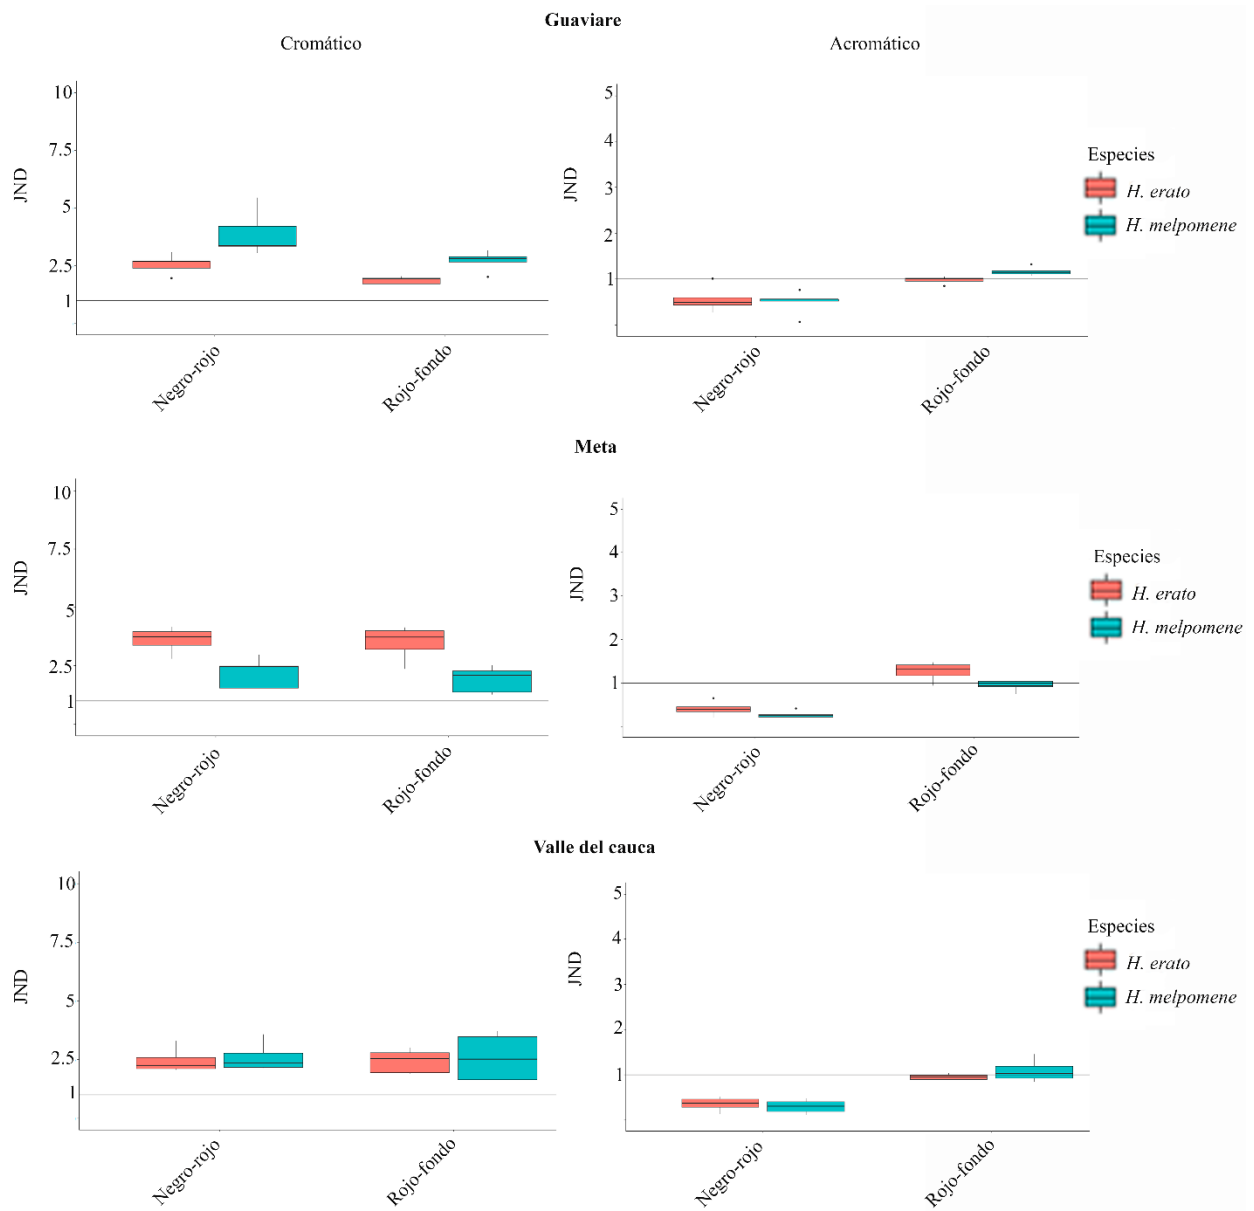 Guaviare
Cromático
Acromático
10
7.5
5
2.5
1
JND
Negro-rojo
Rojo-fondo
5
4
3
2
1
JND
Negro-rojo
Rojo-fondo
Especies
H. erato
H. melpomene
Meta
10
7.5
5
2.5
1
JND
Negro-rojo
Rojo-fondo
5
4
3
2
1
JND
Negro-rojo
Rojo-fondo
Especies
H. erato
H. melpomene
Valle del cauca
10
7.5
5
2.5
1
JND
Negro-rojo
Rojo-fondo
5
4
3
2
1
JND
Negro-rojo
Rojo-fondo
Especies
H. erato
H. melpomene